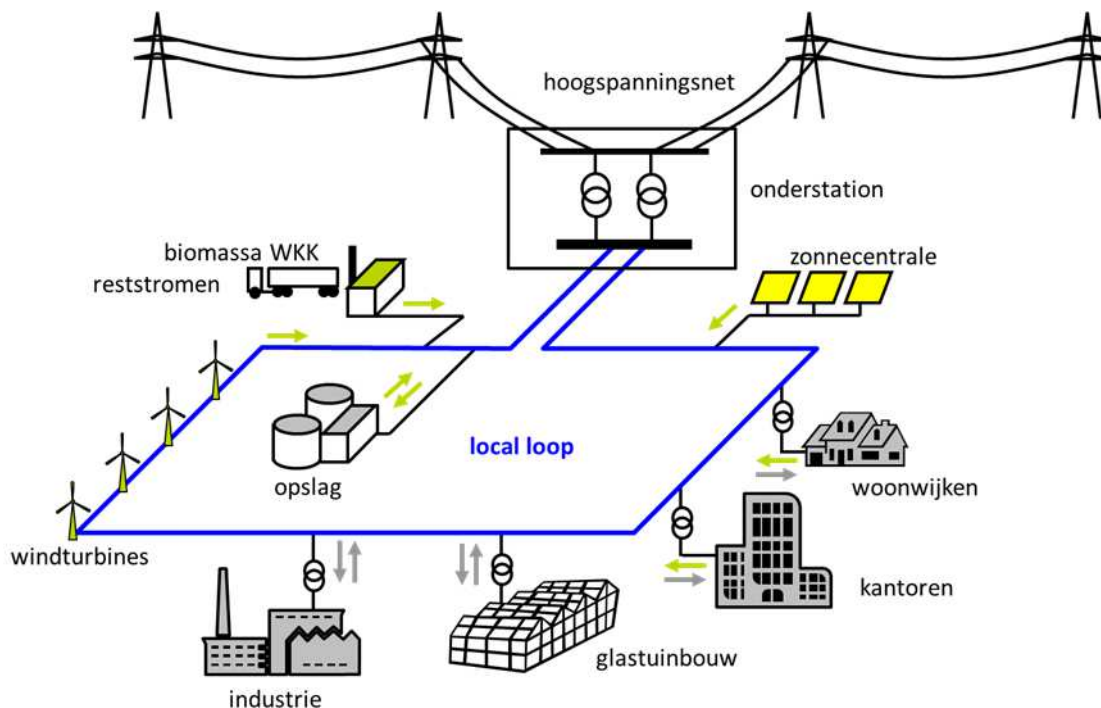 hoogspanningsnet
onderstation
biomassa WKK
reststromen
zonnecentrale
local loop
opslag
woonwijken
windturbines
kantoren
glastuinbouw
industrie